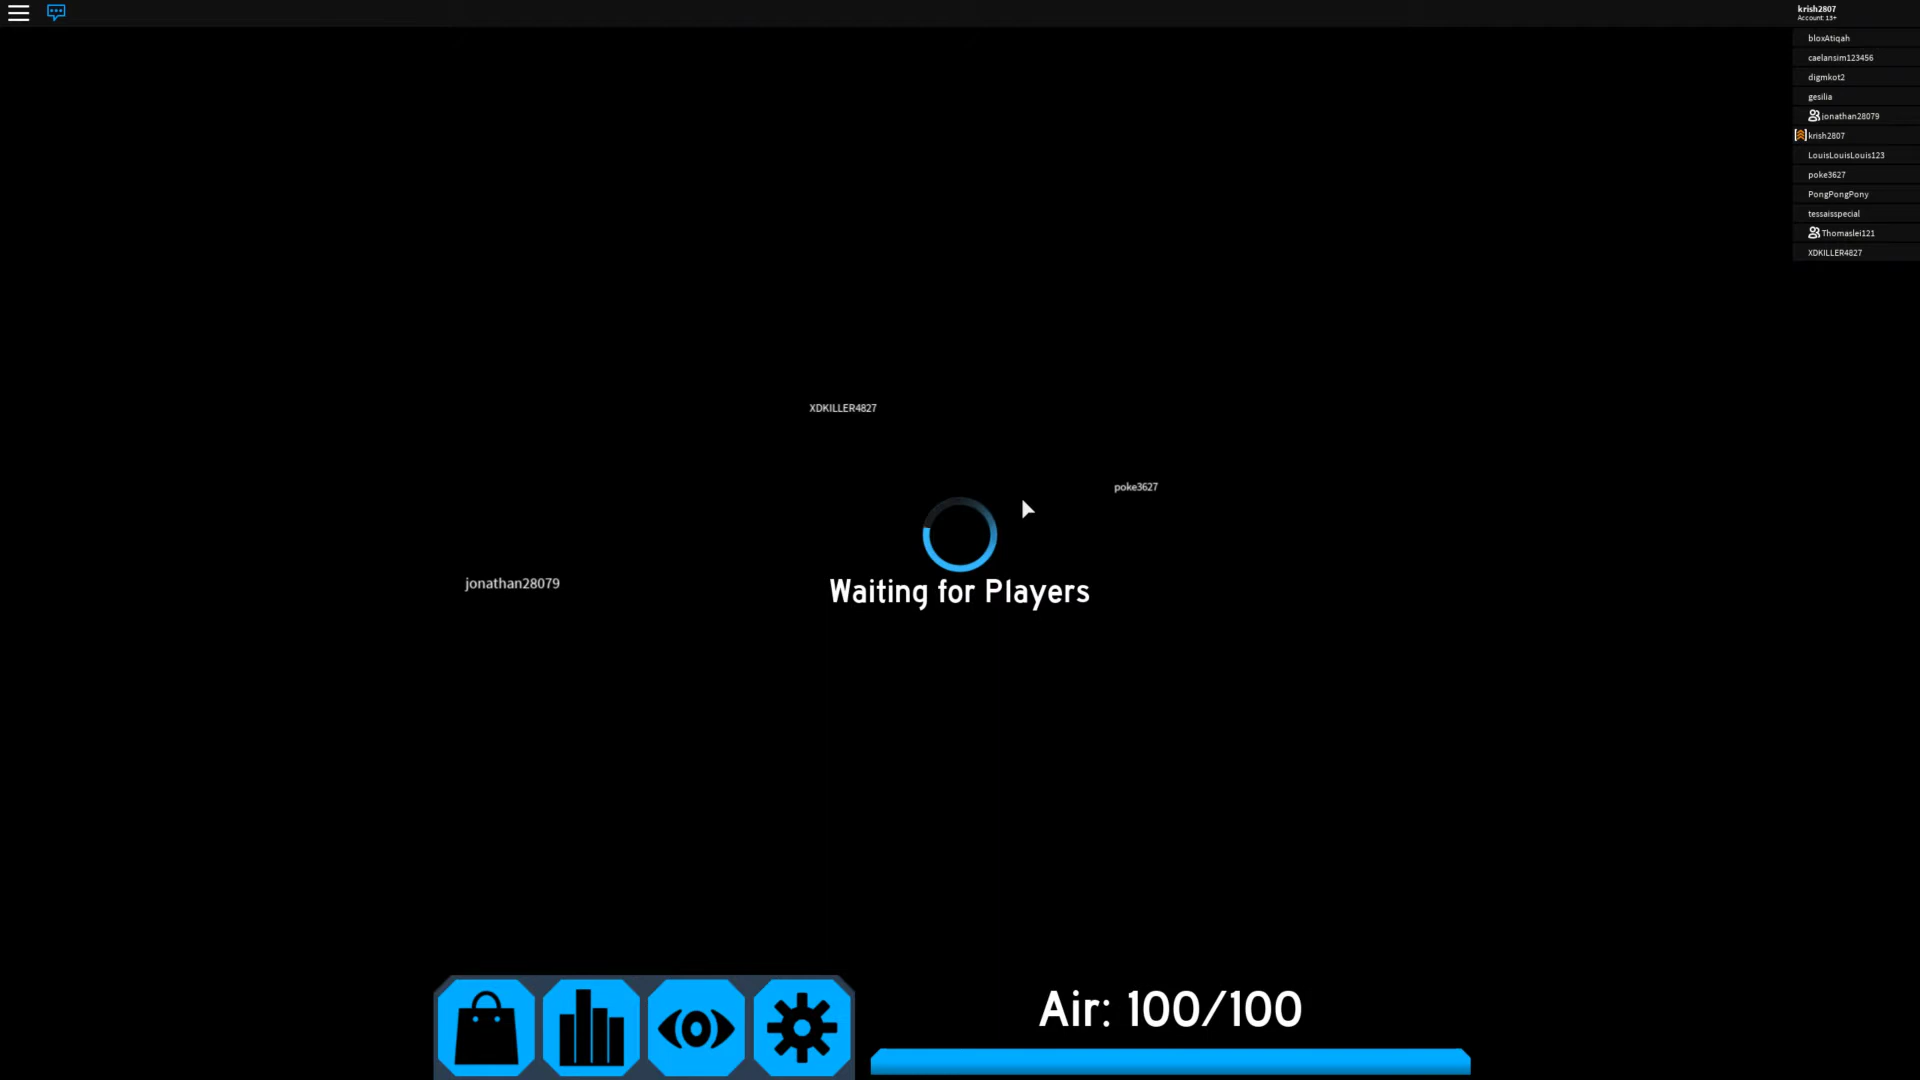 krish2807
Account: 13+
bloxAtiqah
caelansim123456
digmkot2
gesilia
jonathan28079
krish2807
LouisLouisLouis123
poke3627
PongPongPony
tessaisspecial
Thomaslei121
XDKILLER4827
XDKILLER4827
poke3627
jonathan28079
Waiting for Players
Air: 100/100